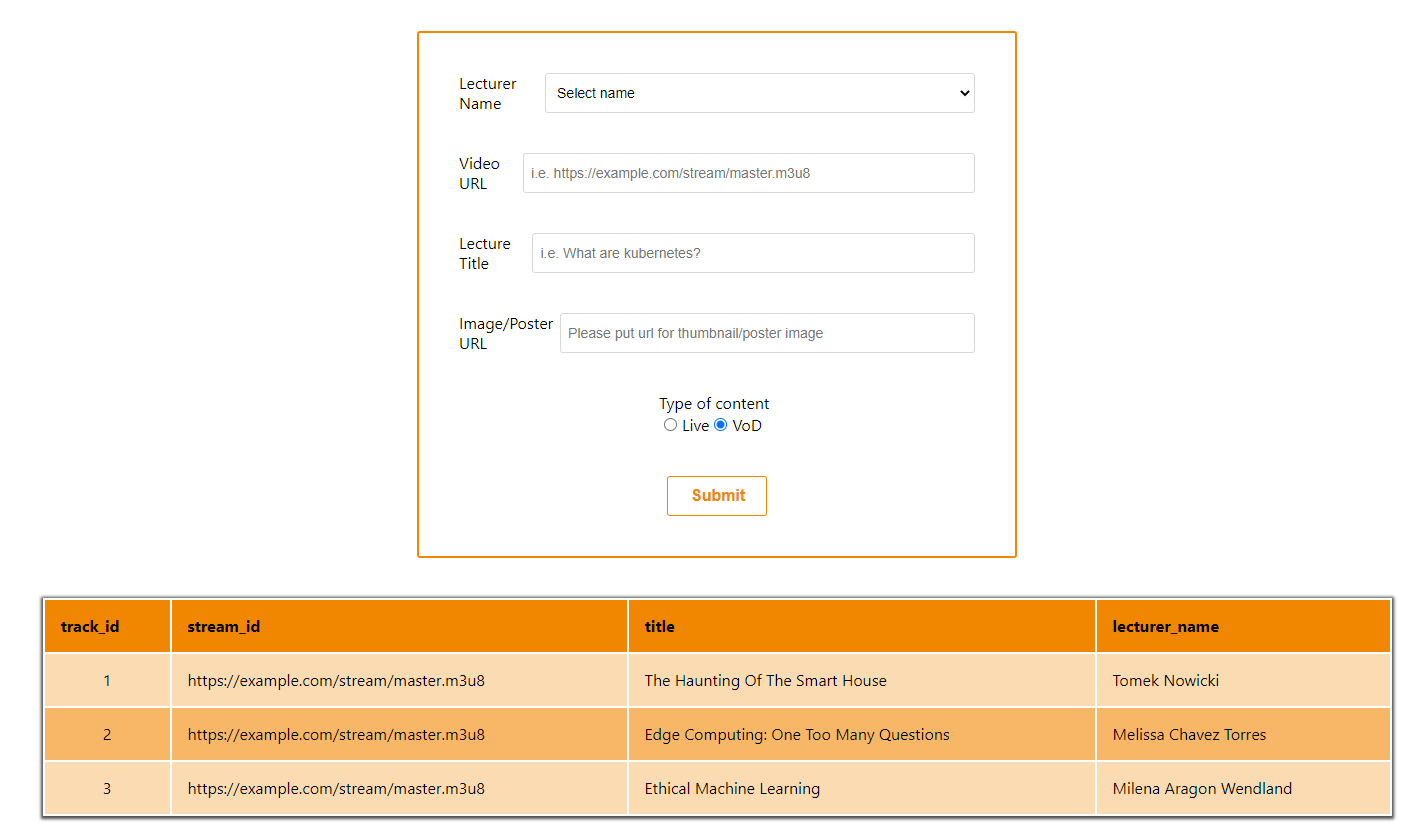 Lecturer
Name
Select name
Video
URL
i.e. https://example.com/stream/master.m3u8
Lecture
Title
i.e. What are kubernetes?
Image/Poster
URL
Please put url for thumbnail/poster image
Type of content
Live VoD
Submit
track_id stream_id title lecturer_name
1 https://example.com/stream/master.m3u8 The Haunting Of The Smart House Tomek Nowicki
2 https://example.com/stream/master.m3u8 Edge Computing: One Too Many Questions Melissa Chavez Torres
3 https://example.com/stream/master.m3u8 Ethical Machine Learning Milena Aragon Wendland